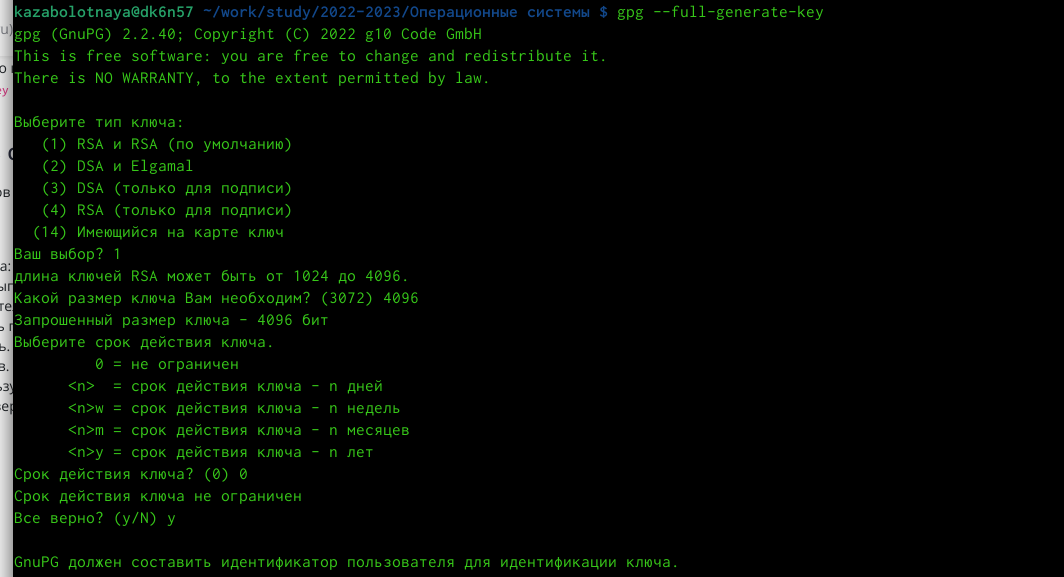 kazabolotnaya@dk6n57 ~/work/study/2022-2023/Операционные системы $ gpg --full-generate-key
gpg (GnuPG) 2.2.40; Copyright (C) 2022 g10 Code GmbH
This is free software: you are free to change and redistribute it.
There is NO WARRANTY, to the extent permitted by law.

Выберите тип ключа:
   (1) RSA и RSA (по умолчанию)
   (2) DSA и Elgamal
   (3) DSA (только для подписи)
   (4) RSA (только для подписи)
  (14) Имеющийся на карте ключ
Ваш выбор? 1
длина ключей RSA может быть от 1024 до 4096.
Какой размер ключа Вам необходим? (3072) 4096
Запрошенный размер ключа - 4096 бит
Выберите срок действия ключа.
         0 = не ограничен
      <n>  = срок действия ключа - n дней
      <n>w = срок действия ключа - n недель
      <n>m = срок действия ключа - n месяцев
      <n>y = срок действия ключа - n лет
Срок действия ключа? (0) 0
Срок действия ключа не ограничен
Все верно? (y/N) y

GnuPG должен составить идентификатор пользователя для идентификации ключа.